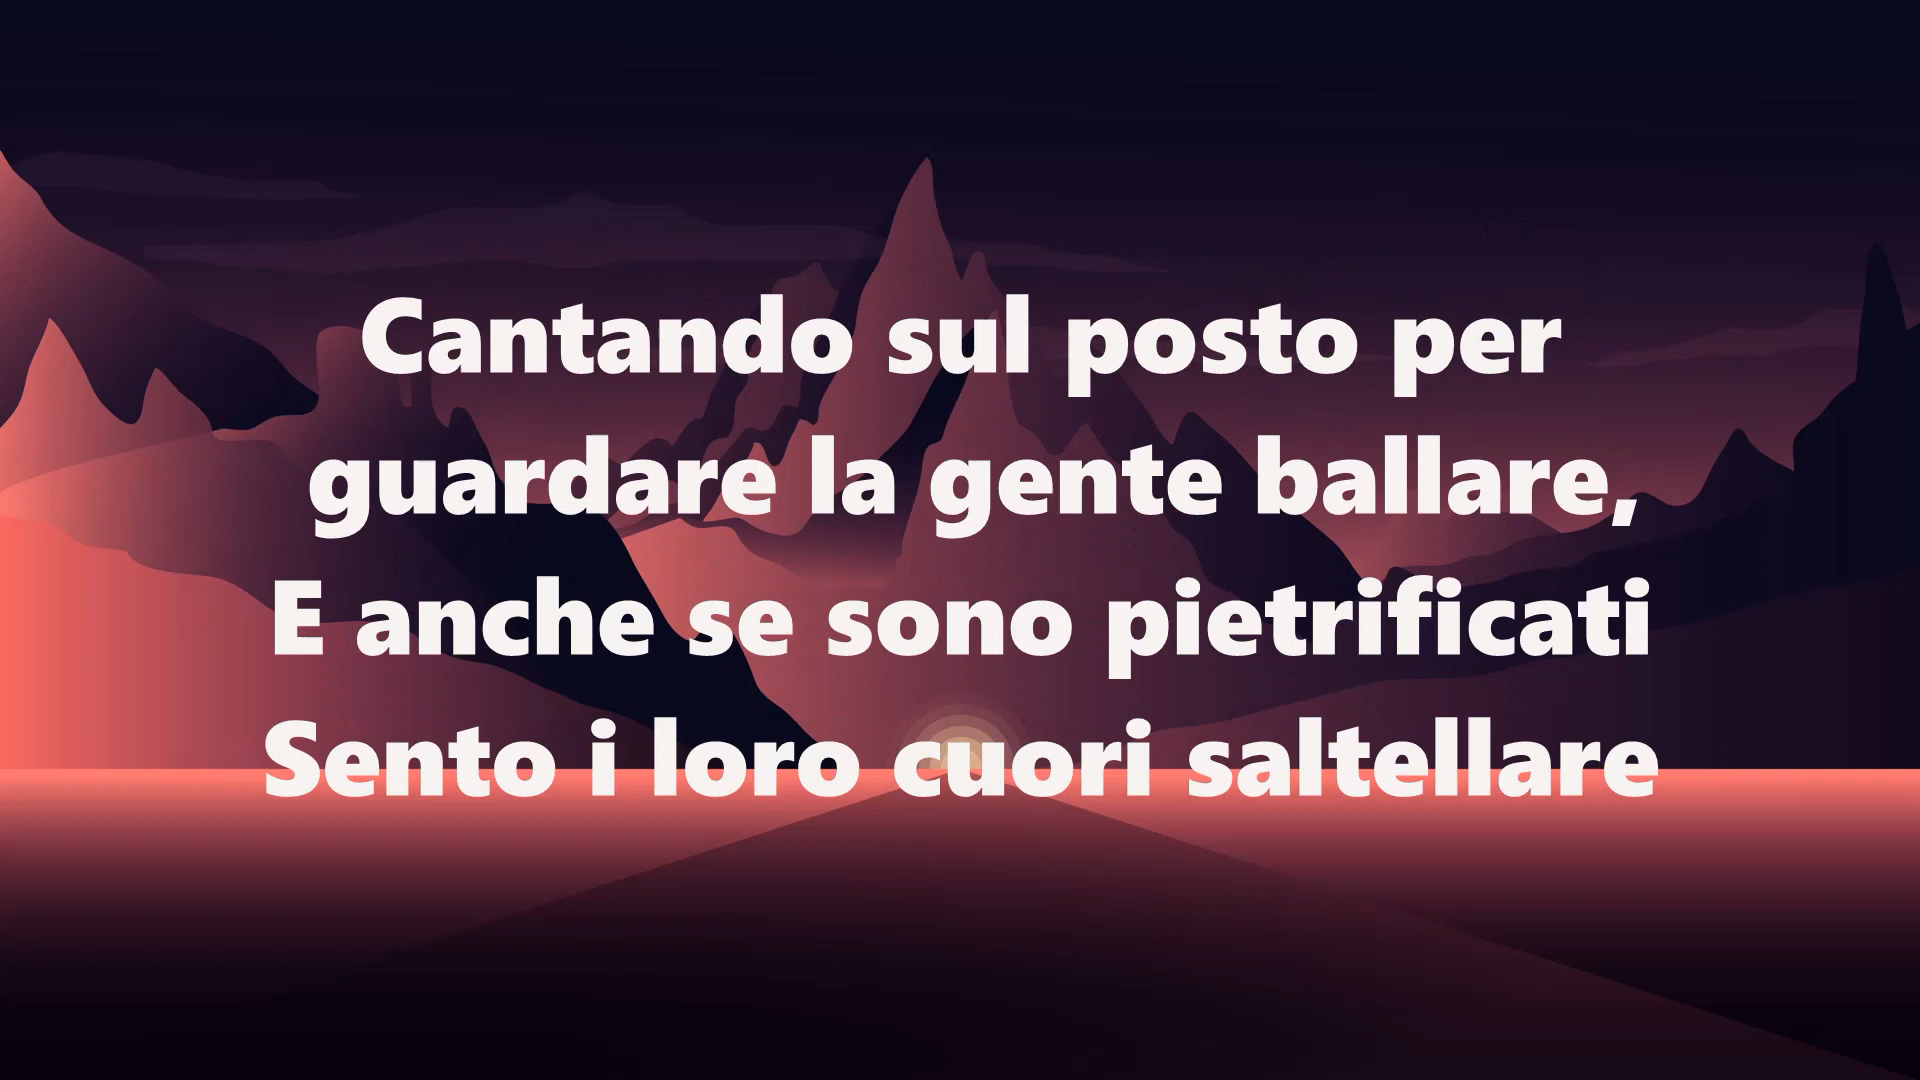 Cantando sul posto per
guardare la gente ballare,
E anche se sono pietrificati
Sento i loro cuori saltellare